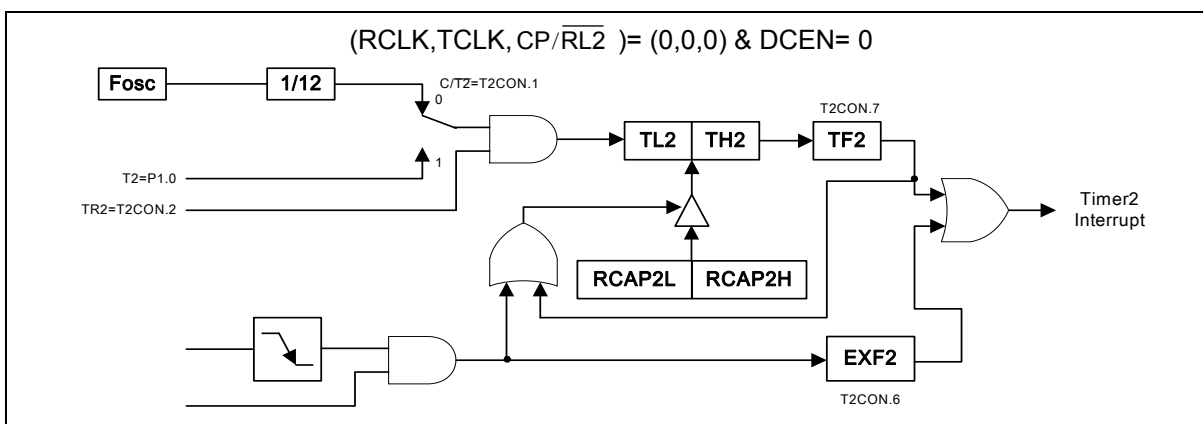 (RCLK,TCLK, CP/RL2 )= (0,0,0) & DCEN= 0
Fosc
1/12
C/T2=T2CON.1
0
1
T2=P1.0
TR2=T2CON.2
TL2
TH2
T2CON.7
TF2
RCAP2L
RCAP2H
Timer2
Interrupt
EXF2
T2CON.6